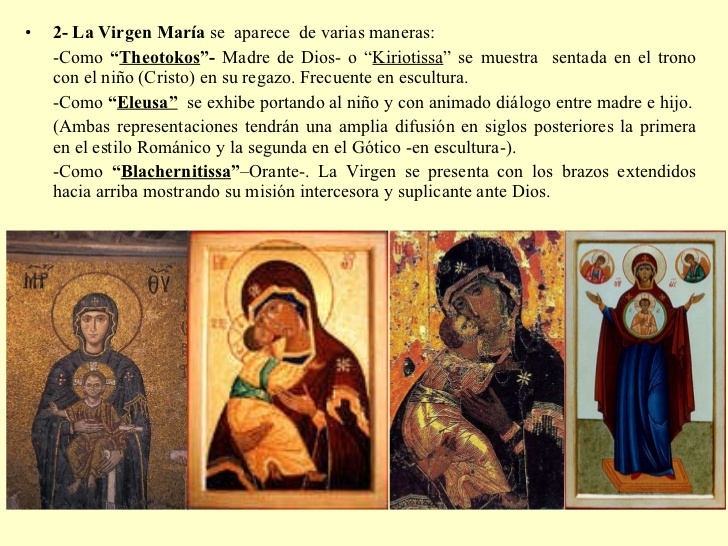 • 2- La Virgen María se aparece de varias maneras:
-Como “Theotokos”- Madre de Dios- o “Kiriotissa” se muestra sentada en el trono
con el niño (Cristo) en su regazo. Frecuente en escultura.
-Como “Eleusa” se exhibe portando al niño y con animado diálogo entre madre e hijo.
(Ambas representaciones tendrán una amplia difusión en siglos posteriores la primera
en el estilo Románico y la segunda en el Gótico -en escultura-).
-Como “Blachernitissa”–Orante-. La Virgen se presenta con los brazos extendidos
hacia arriba mostrando su misión intercesora y suplicante ante Dios.